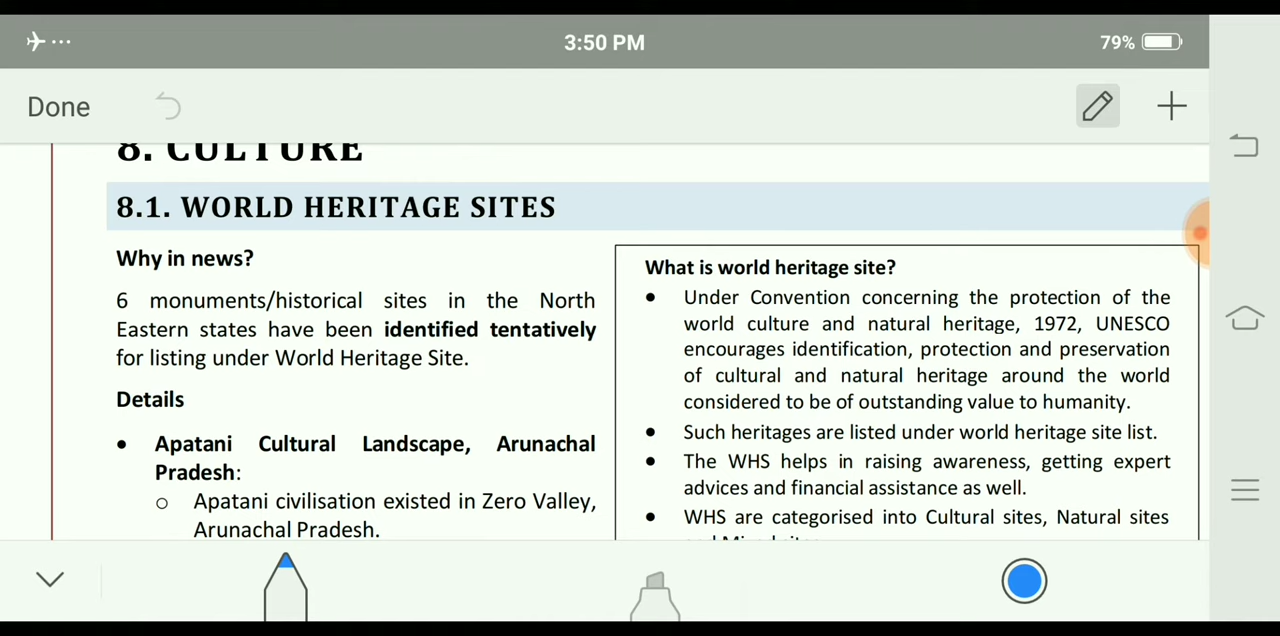 3:50 PM
79%
Done
8. CULTURE
8.1. WORLD HERITAGE SITES
Why in news?
6 monuments/historical sites in the North
Eastern states have been identified tentatively
for listing under World Heritage Site.
Details
• Apatani Cultural Landscape, Arunachal
Pradesh:
o Apatani civilisation existed in Zero Valley,
Arunachal Pradesh.
What is world heritage site?
• Under Convention concerning the protection of the
world culture and natural heritage, 1972, UNESCO
encourages identification, protection and preservation
of cultural and natural heritage around the world
considered to be of outstanding value to humanity.
• Such heritages are listed under world heritage site list.
• The WHS helps in raising awareness, getting expert
advices and financial assistance as well.
• WHS are categorised into Cultural sites, Natural sites